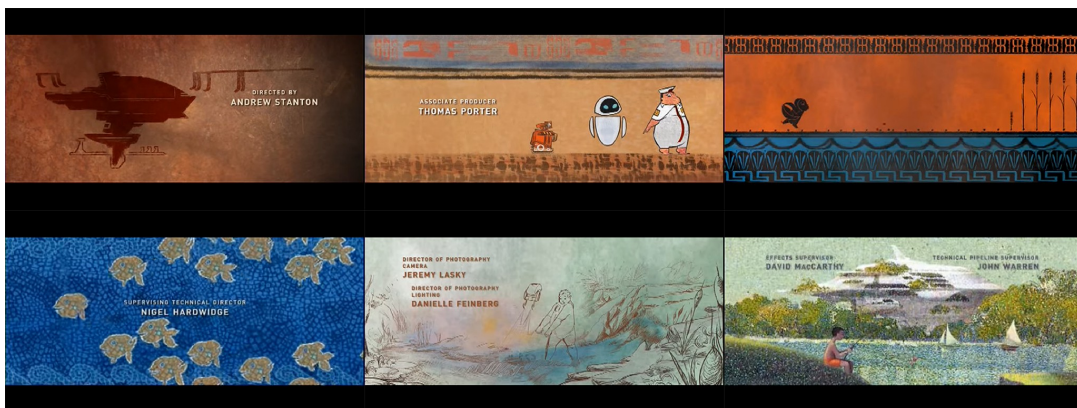 DIRECTED BY
ANDREW STANTON
ASSOCIATE PRODUCER
THOMAS PORTER
SUPERVISING TECHNICAL DIRECTOR
NIGEL HARDWIDGE
DIRECTOR OF PHOTOGRAPHY
CAMERA
JEREMY LASKY
DIRECTOR OF PHOTOGRAPHY
LIGHTING
DANIELLE FEINBERG
EFFECTS SUPERVISOR
DAVID MacCARTHY
TECHNICAL PIPELINE SUPERVISOR
JOHN WARREN